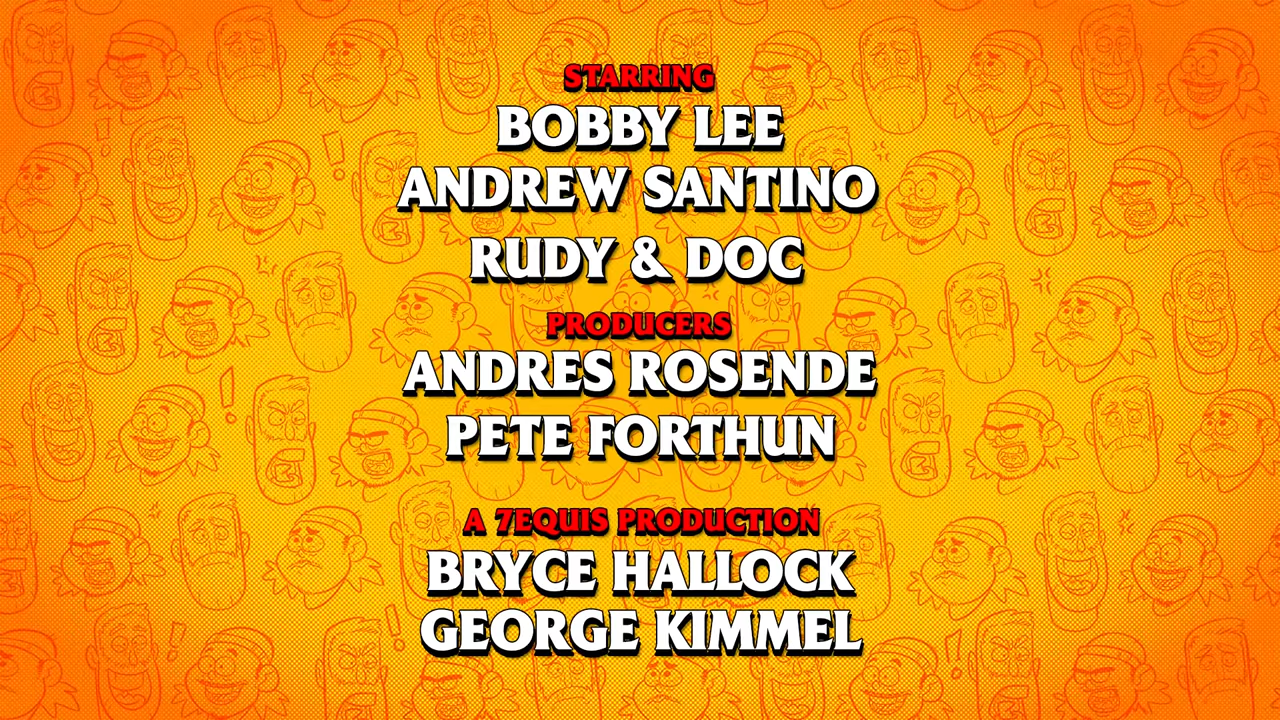 STARRING
BOBBY LEE
ANDREW SANTINO
RUDY & DOC
PRODUCERS
ANDRES ROSENDE
PETE FORTHUN
A 7EQUIS PRODUCTION
BRYCE HALLOCK
GEORGE KIMMEL